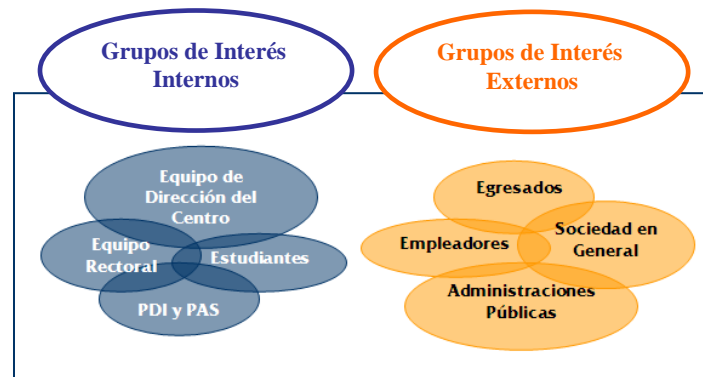 Grupos de Interés
Internos
Grupos de Interés
Externos
Equipo de
Dirección del
Centro
Equipo
Rectoral
Estudiantes
PDI y PAS
Egresados
Empleadores
Sociedad en
General
Administraciones
Públicas